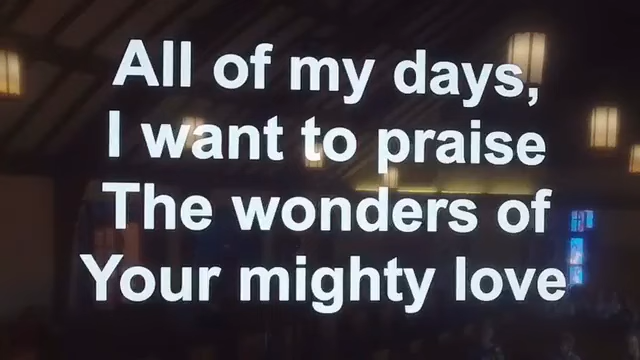 All of my days,
I want to praise
The wonders of
Your mighty love